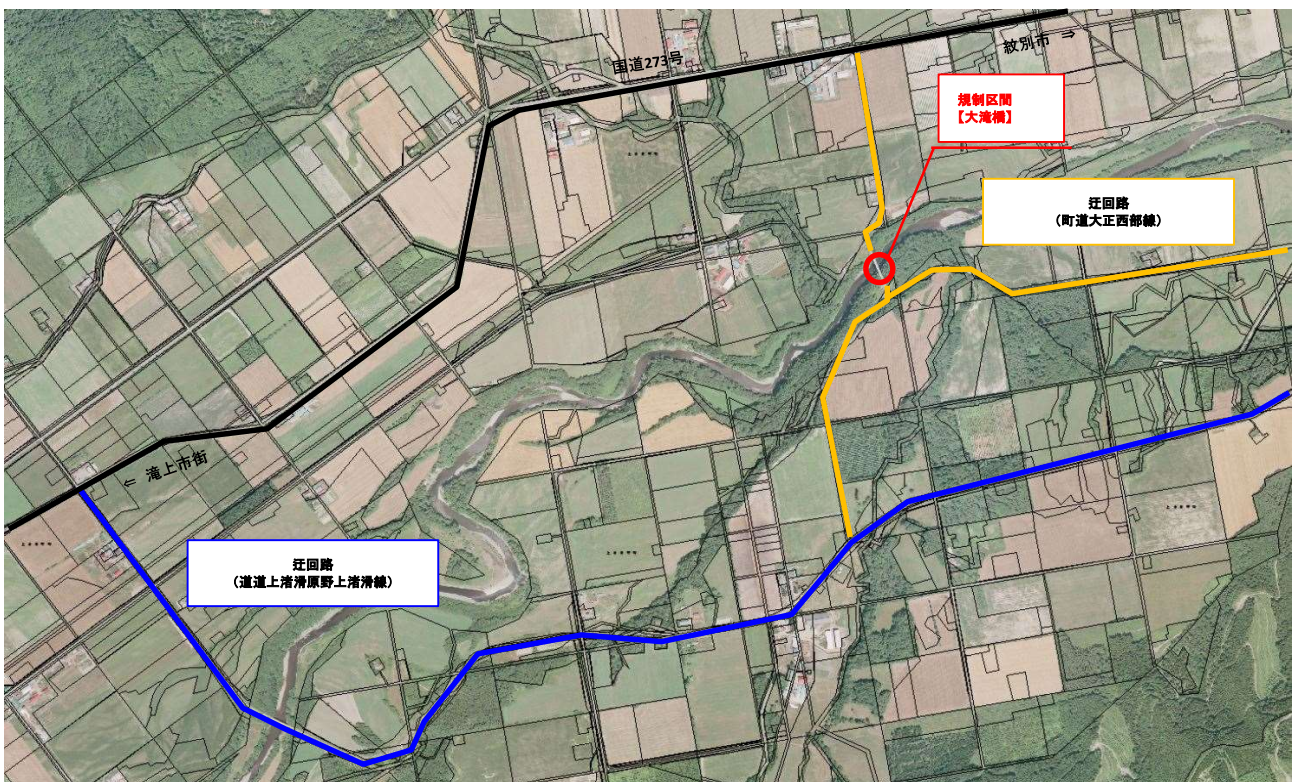 国道273号
紋別市 ⇒
規制区間
【大滝橋】
迂回路
(町道大正西部線)
⇐ 滝上市街
迂回路
(道道上渚滑原野上渚滑線)